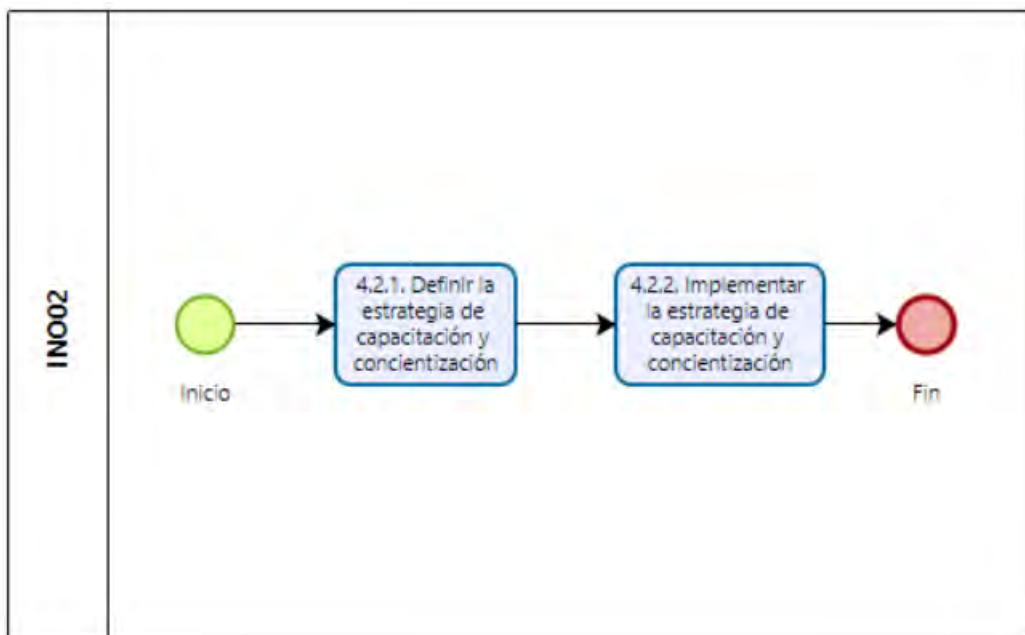 INO02
Inicio
4.2.1. Definir la
estrategia de
capacitación y
concientización
4.2.2. Implementar
la estrategia de
capacitación y
concientización
Fin